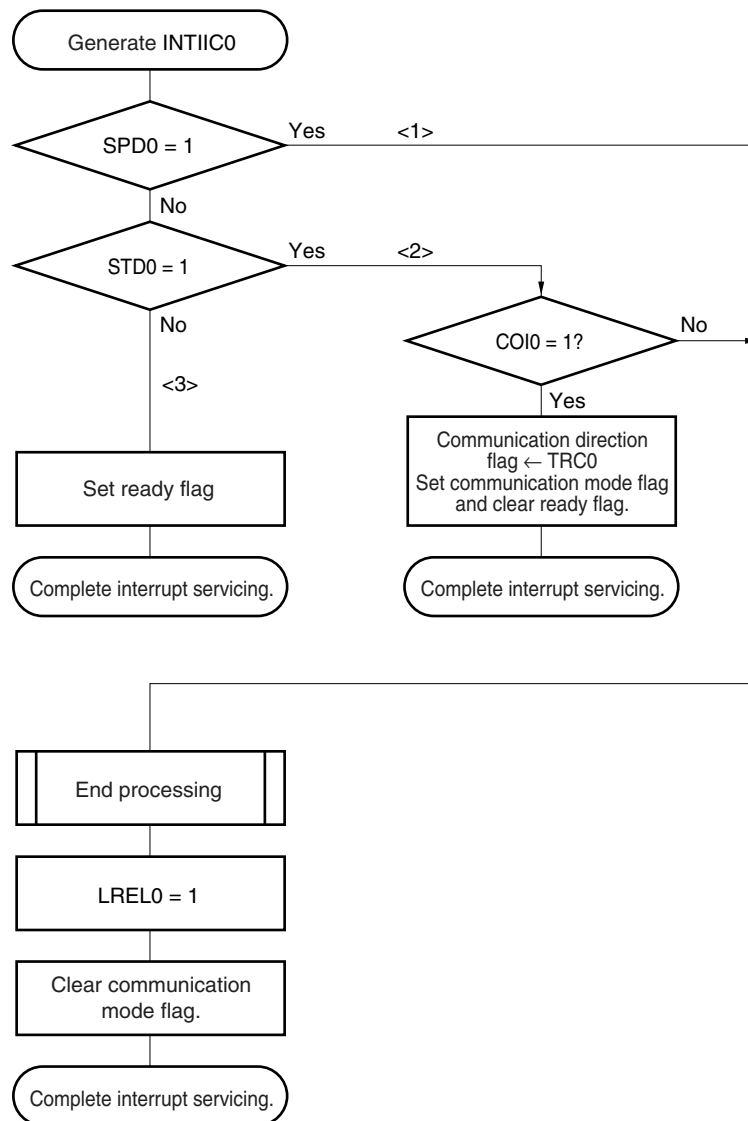 Generate INTIIC0
SPD0 = 1
Yes
<1>
No
STD0 = 1
Yes
<2>
No
COI0 = 1?
No
<3>
Yes
Set ready flag
Communication direction
flag ← TRC0
Set communication mode flag
and clear ready flag.
Complete interrupt servicing.
Complete interrupt servicing.
End processing
LREL0 = 1
Clear communication
mode flag.
Complete interrupt servicing.